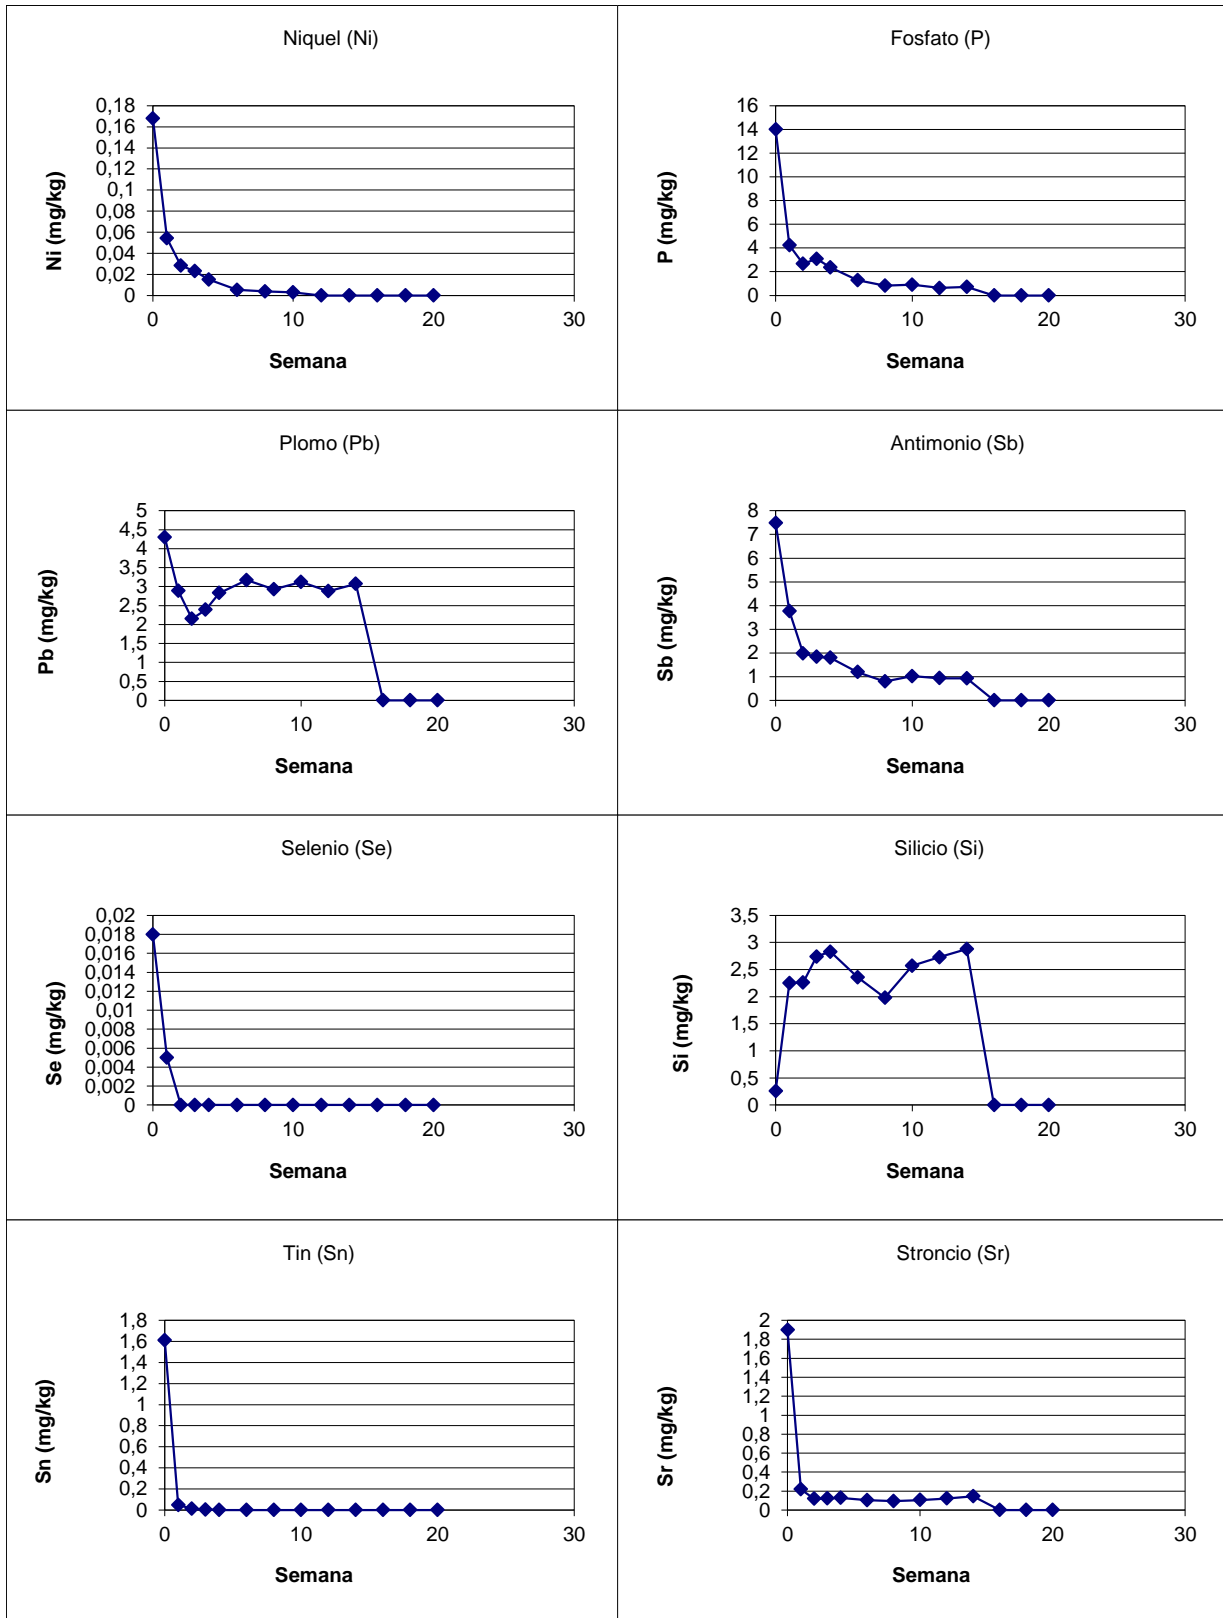 Niquel (Ni)
0,18
0,16
0,14
0,12
0,1
0,08
0,06
0,04
0,02
0
Ni (mg/kg)
0 10 20 30
Semana
Fosfato (P)
16
14
12
10
8
6
4
2
0
P (mg/kg)
0 10 20 30
Semana
Plomo (Pb)
5
4,5
4
3,5
3
2,5
2
1,5
1
0,5
0
Pb (mg/kg)
0 10 20 30
Semana
Antimonio (Sb)
8
7
6
5
4
3
2
1
0
Sb (mg/kg)
0 10 20 30
Semana
Selenio (Se)
0,02
0,018
0,016
0,014
0,012
0,01
0,008
0,006
0,004
0,002
0
Se (mg/kg)
0 10 20 30
Semana
Silicio (Si)
3,5
3
2,5
2
1,5
1
0,5
0
Si (mg/kg)
0 10 20 30
Semana
Tin (Sn)
1,8
1,6
1,4
1,2
1
0,8
0,6
0,4
0,2
0
Sn (mg/kg)
0 10 20 30
Semana
Stroncio (Sr)
2
1,8
1,6
1,4
1,2
1
0,8
0,6
0,4
0,2
0
Sr (mg/kg)
0 10 20 30
Semana